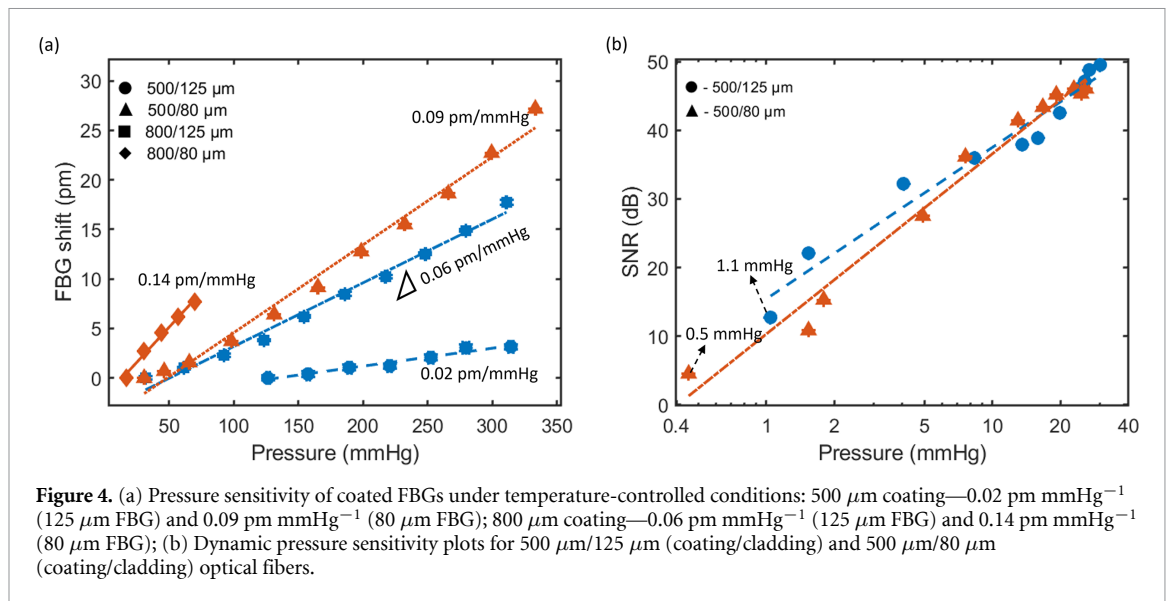 (a)
30
25
20
15
10
5
0
FBG shift (pm)
500/125 µm
500/80 µm
800/125 µm
800/80 µm
0.09 pm/mmHg
0.14 pm/mmHg
0.06 pm/mmHg
0.02 pm/mmHg
50 100 150 200 250 300 350
Pressure (mmHg)
(b)
50
40
30
20
10
0
SNR (dB)
- 500/125 µm
- 500/80 µm
1.1 mmHg
0.5 mmHg
0.4 1 2 4 10 20 40
Pressure (mmHg)
Figure 4. (a) Pressure sensitivity of coated FBGs under temperature-controlled conditions: 500 µm coating—0.02 pm mmHg⁻¹
(125 µm FBG) and 0.09 pm mmHg⁻¹ (80 µm FBG); 800 µm coating—0.06 pm mmHg⁻¹ (125 µm FBG) and 0.14 pm mmHg⁻¹
(80 µm FBG); (b) Dynamic pressure sensitivity plots for 500 µm/125 µm (coating/cladding) and 500 µm/80 µm
(coating/cladding) optical fibers.